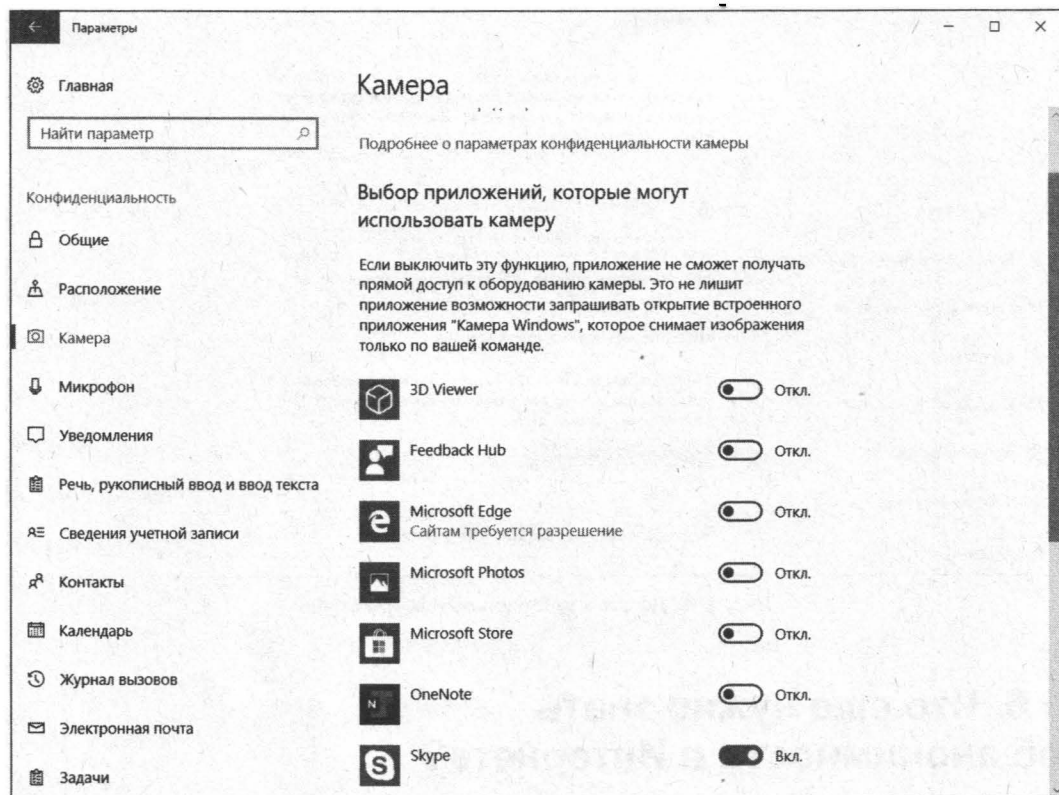 Параметры
Главная
Найти параметр
Конфиденциальность
Общие
Расположение
Камера
Микрофон
Уведомления
Речь, рукописный ввод и ввод текста
Сведения учетной записи
Контакты
Календарь
Журнал вызовов
Электронная почта
Задачи
Камера
Подробнее о параметрах конфиденциальности камеры
Выбор приложений, которые могут
использовать камеру
Если выключить эту функцию, приложение не сможет получать
прямой доступ к оборудованию камеры. Это не лишит
приложение возможности запрашивать открытие встроенного
приложения "Камера Windows", которое снимает изображения
только по вашей команде.
3D Viewer Откл.
Feedback Hub Откл.
Microsoft Edge Откл.
Сайтам требуется разрешение
Microsoft Photos Откл.
Microsoft Store Откл.
OneNote Откл.
Skype Вкл.